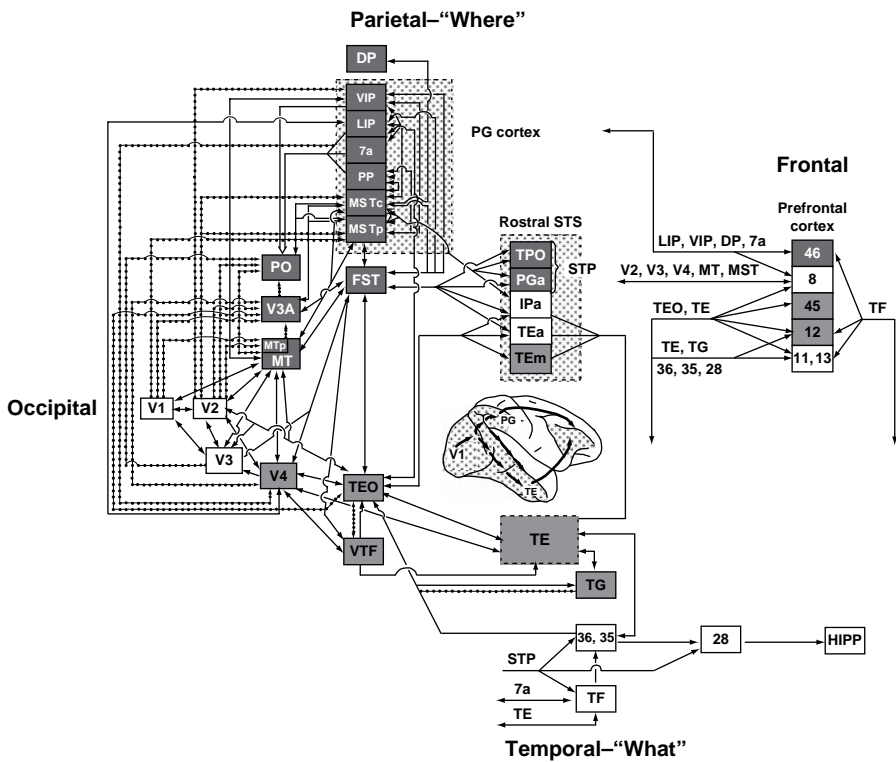 Parietal–“Where”
DP
VIP
LIP
7a
PP
MSTc
MSTp
PG cortex
Frontal
Prefrontal
cortex
46
8
45
12
11, 13
LIP, VIP, DP, 7a
V2, V3, V4, MT, MST
TEO, TE
TE, TG
36, 35, 28
TF
Rostral STS
TPO
PGa
IPa
TEa
TEm
STP
PO
FST
V3A
MTp
MT
Occipital
V1
V2
V3
V4
TEO
VTF
PG
V1
TE
TE
TG
36, 35
28
HIPP
STP
7a
TF
TE
Temporal–“What”